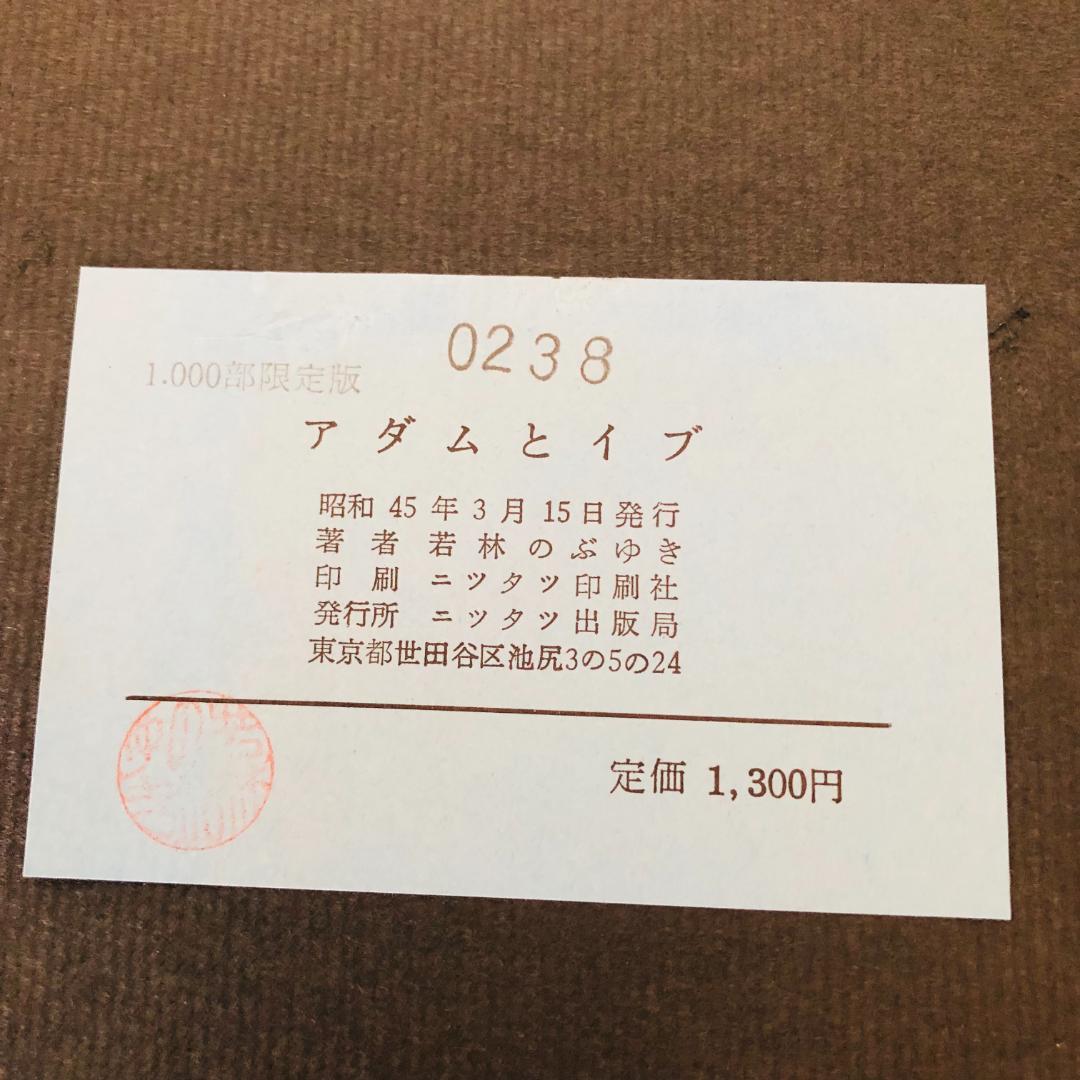 0238
1.000部限定版
アダムとイブ
昭和 45 年 3 月 15日発行
著者 若林のぶゆき
印刷 ニツタツ印刷社
発行所 ニツタツ出版局
東京都世田谷区池尻3の5の24
定価 1,300円